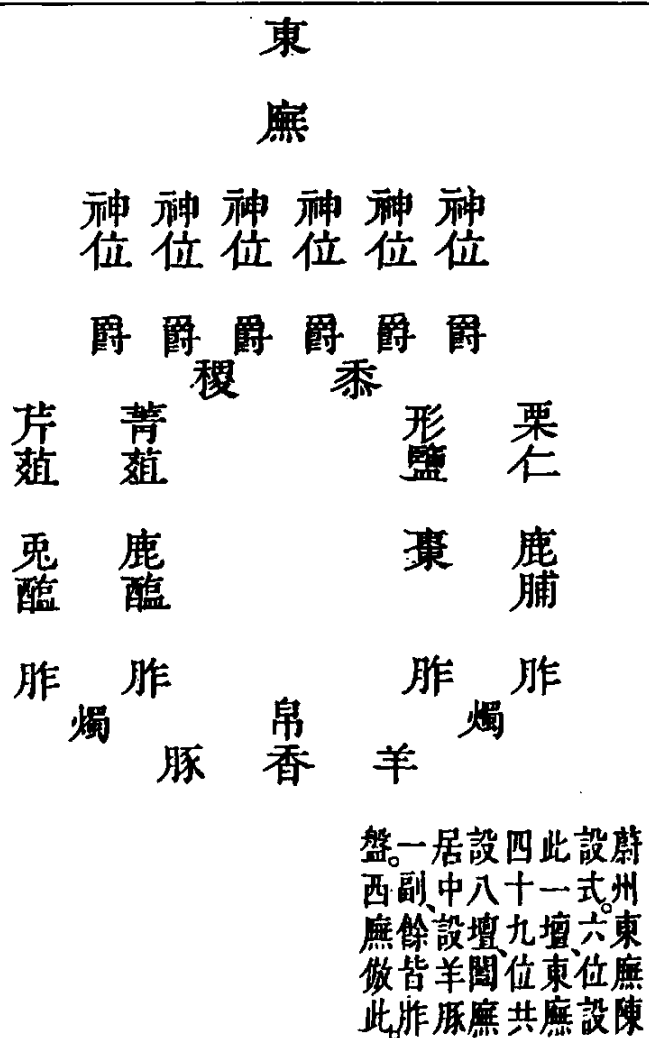 東廡
神位 神位 神位 神位 神位 神位
爵 爵 爵 爵 爵 爵
黍 稷
栗仁 形鹽 菁葅 芹葅
鹿脯 棗 鹿醢 兎醢
胙 胙 胙 胙
燭 帛 燭
羊 香 豚
蔚州東廡陳
設式。六位設
此一壇、東廡
四十九位共
設八壇、闔廡
居中設羊豚
一副、餘皆胙
盤。西廡倣此。